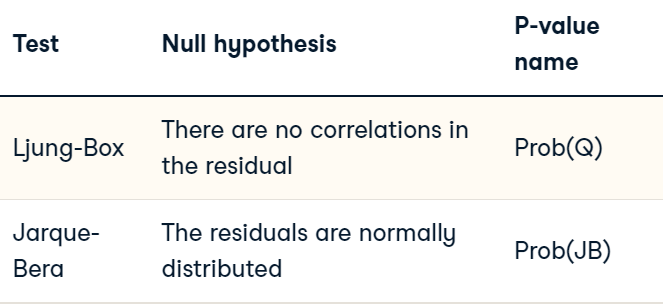 Test Null hypothesis P-value name
Ljung-Box There are no correlations in the residual Prob(Q)
Jarque-Bera The residuals are normally distributed Prob(JB)